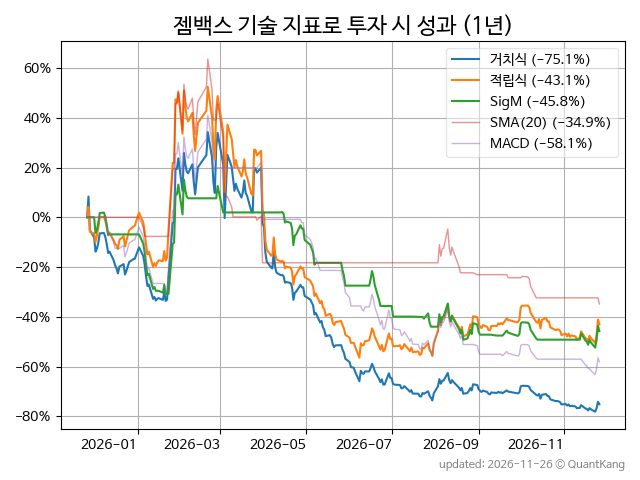 젬백스 기술 지표로 투자 시 성과 (1년)
거치식 (−75.1%)
적립식 (−43.1%)
SigM (−45.8%)
SMA(20) (−34.9%)
MACD (−58.1%)
60%
40%
20%
0%
−20%
−40%
−60%
−80%
2026-01 2026-03 2026-05 2026-07 2026-09 2026-11
updated: 2026-11-26 © QuantKang